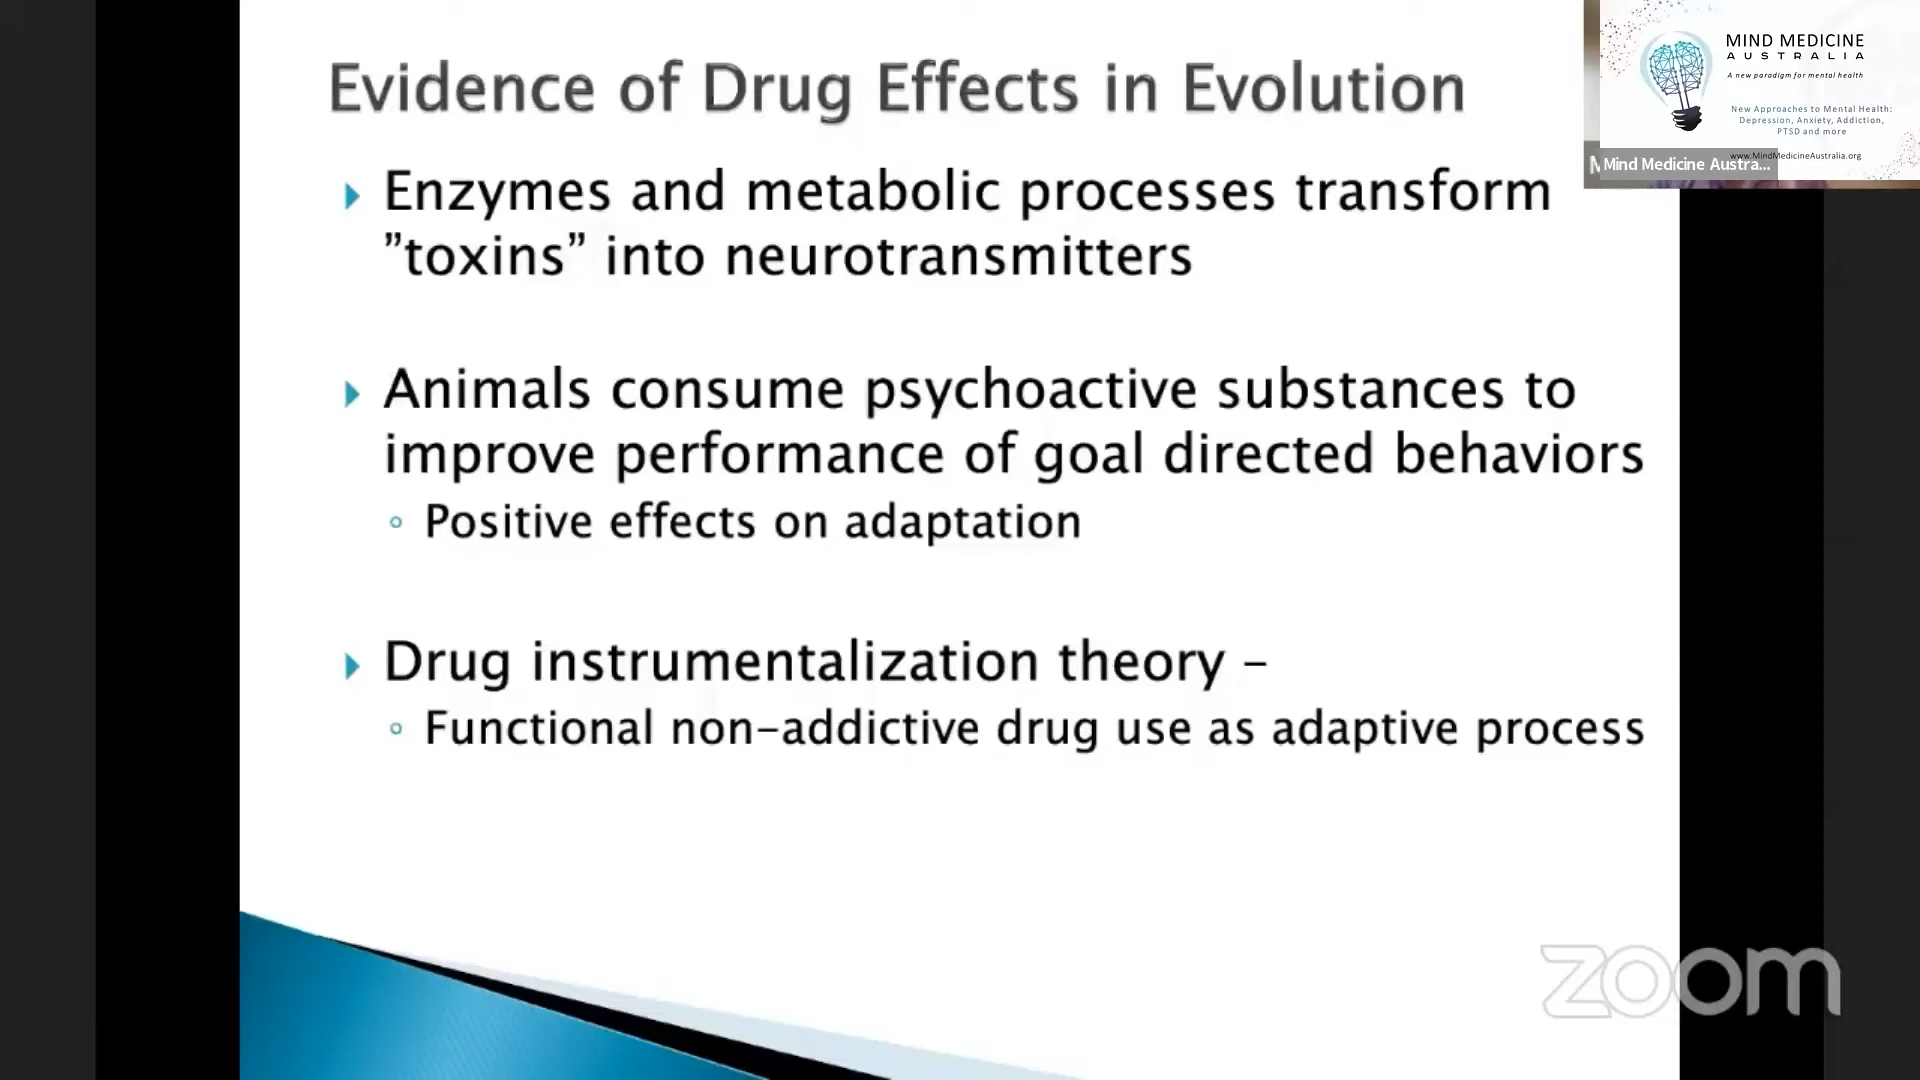 Evidence of Drug Effects in Evolution
Enzymes and metabolic processes transform
”toxins” into neurotransmitters
Animals consume psychoactive substances to
improve performance of goal directed behaviors
Positive effects on adaptation
Drug instrumentalization theory –
Functional non-addictive drug use as adaptive process
MIND MEDICINE
AUSTRALIA
A new paradigm for mental health
New Approaches to Mental Health:
Depression, Anxiety, Addiction,
PTSD and more
www.MindMedicineAustralia.org
Mind Medicine Austra...
zoom